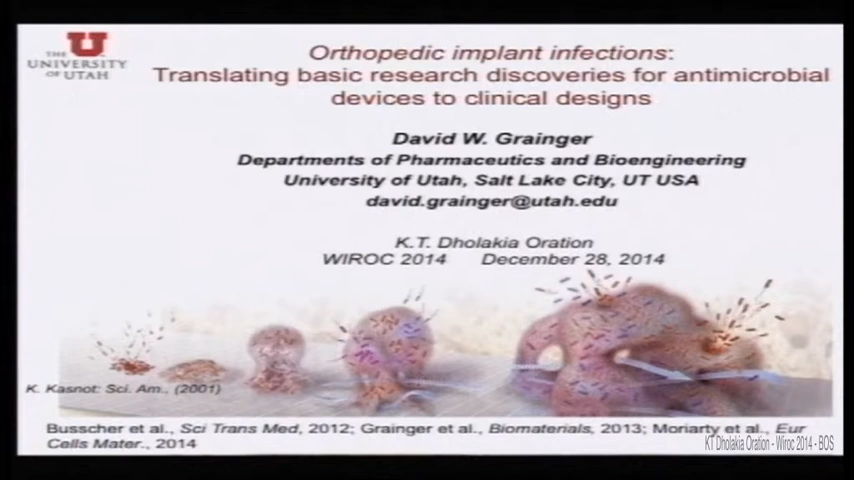 THE
U
UNIVERSITY
OF UTAH
Orthopedic implant infections:
Translating basic research discoveries for antimicrobial
devices to clinical designs
David W. Grainger
Departments of Pharmaceutics and Bioengineering
University of Utah, Salt Lake City, UT USA
david.grainger@utah.edu
K.T. Dholakia Oration
WIROC 2014 December 28, 2014
K. Kasnot: Sci. Am., (2001)
Busscher et al., Sci Trans Med, 2012; Grainger et al., Biomaterials, 2013; Moriarty et al., Eur
Cells Mater., 2014
KT Dholakia Oration - Wiroc 2014 - BOS